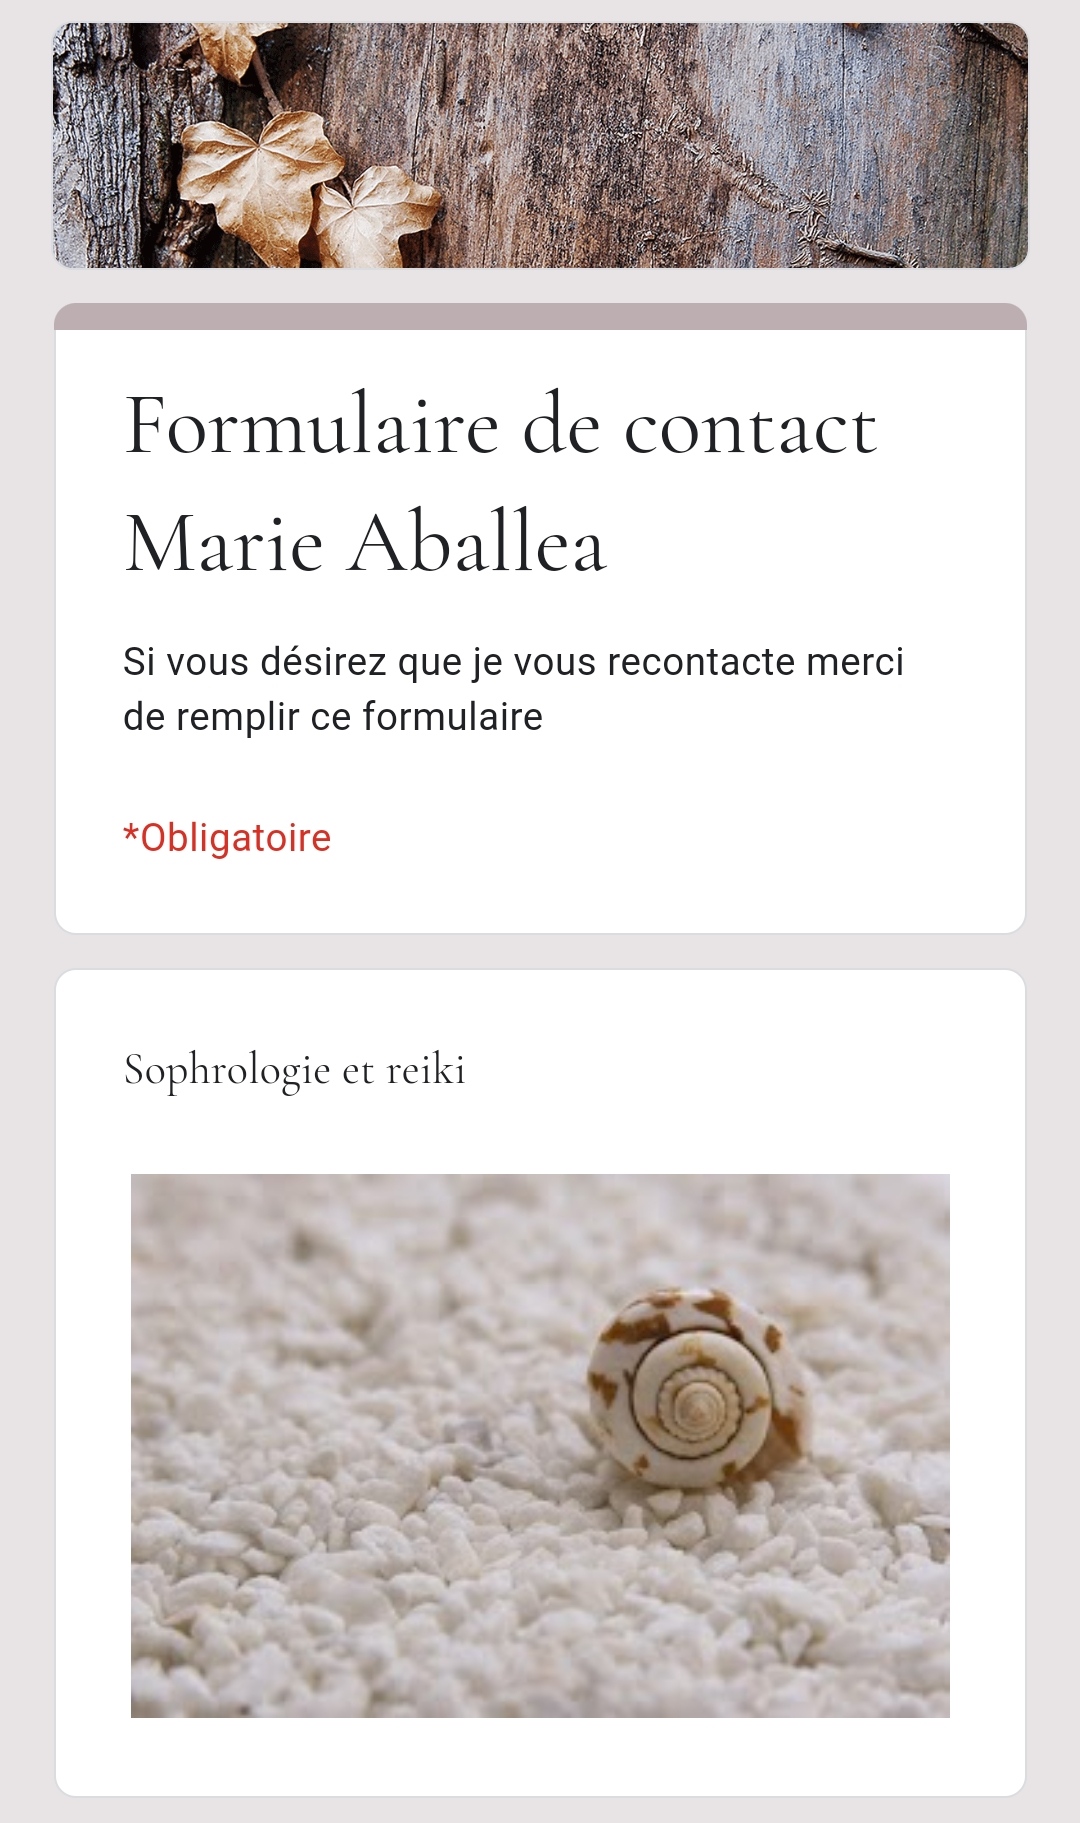 Formulaire de contact
Marie Aballea
Si vous désirez que je vous recontacte merci
de remplir ce formulaire
*Obligatoire
Sophrologie et reiki